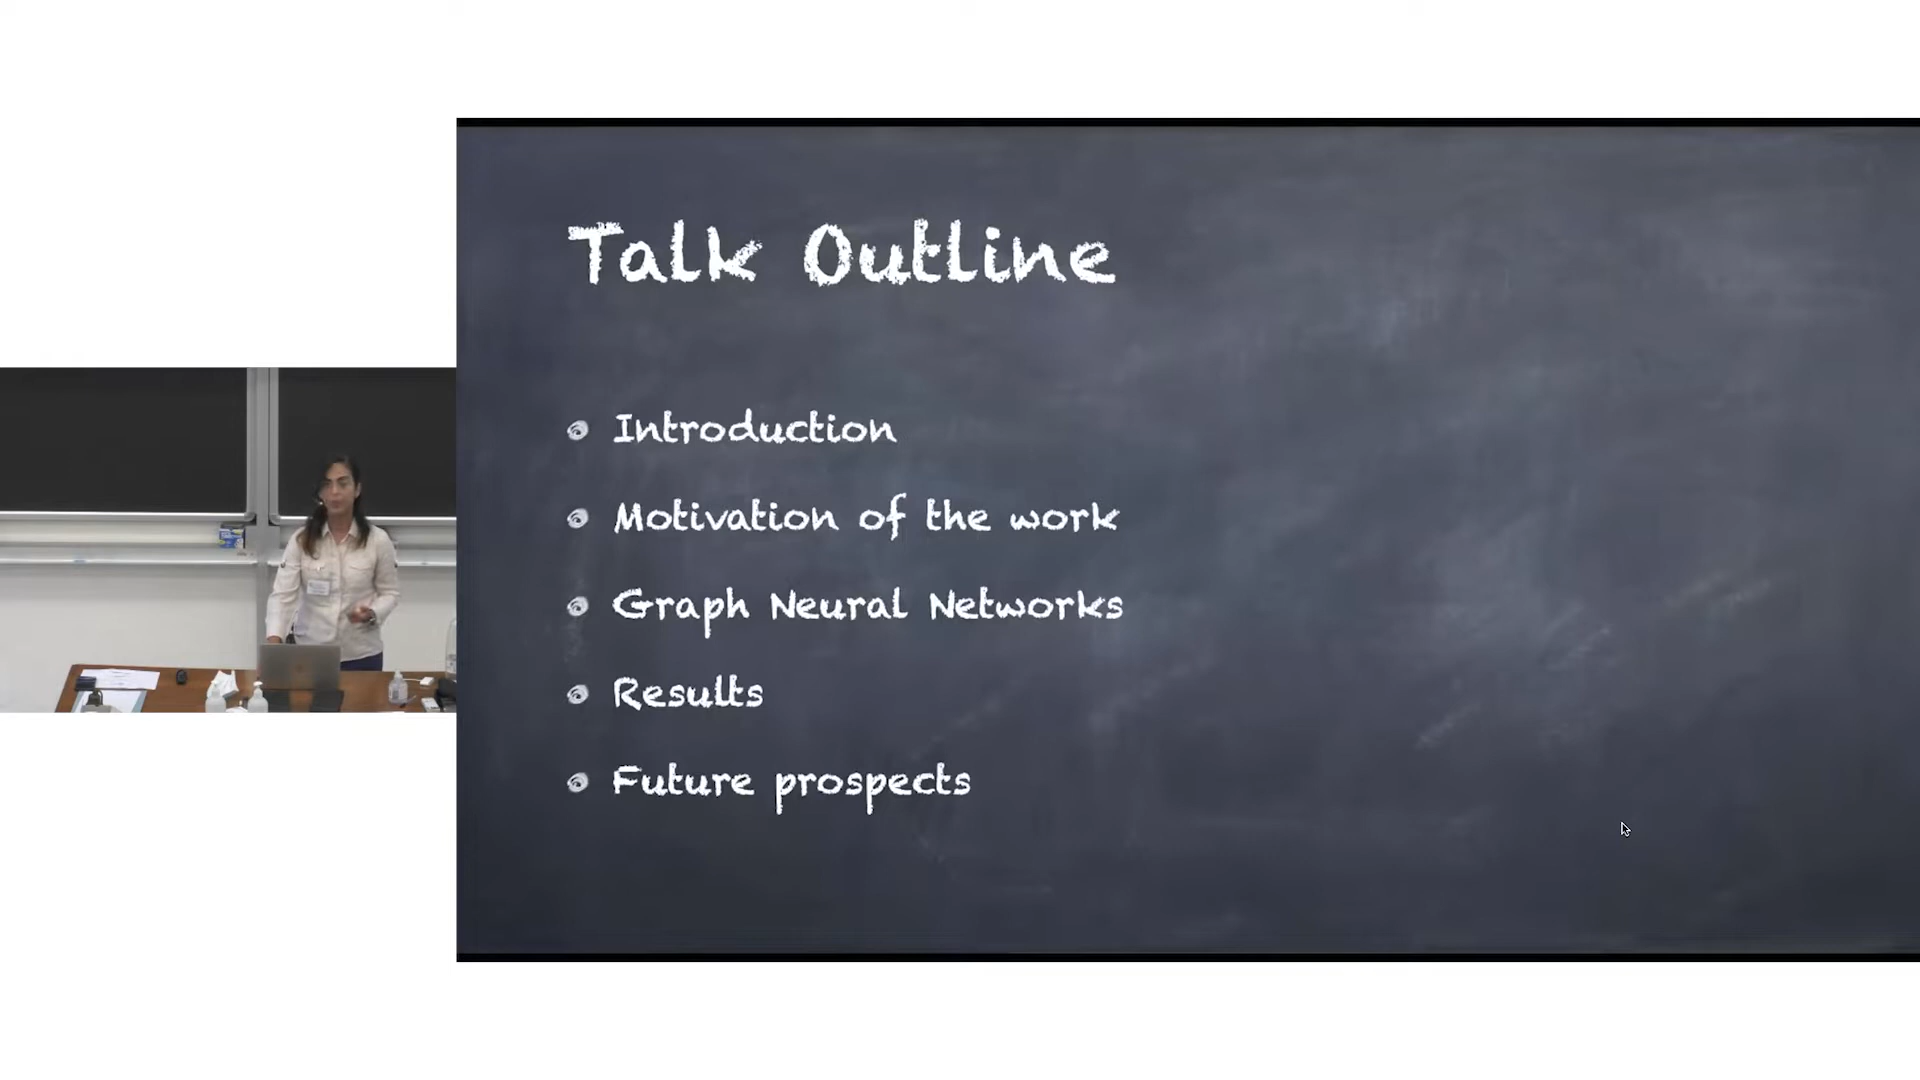 Talk Outline
Introduction
Motivation of the work
Graph Neural Networks
Results
Future prospects